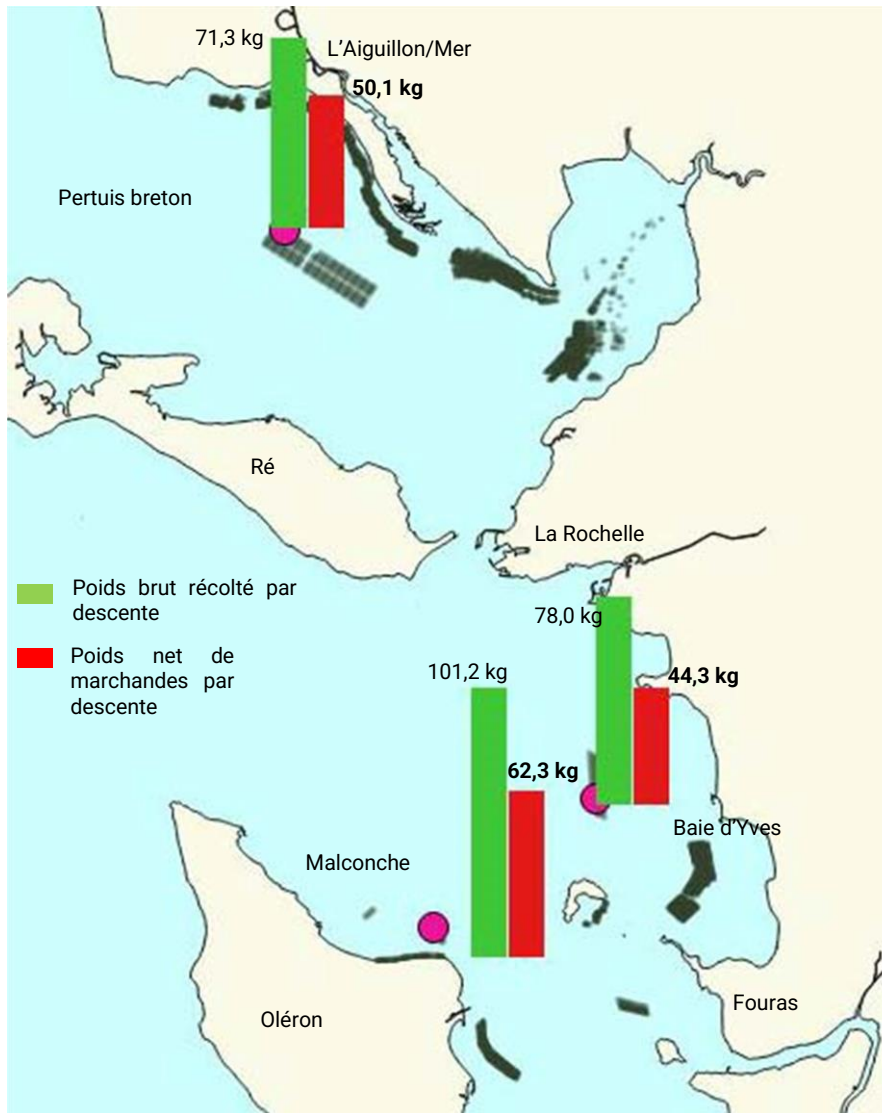 71,3 kg
L'Aiguillon/Mer
50,1 kg
Pertuis breton
Ré
La Rochelle
Poids brut récolté par
descente
78,0 kg
Poids net de
marchandes par
descente
101,2 kg
44,3 kg
62,3 kg
Baie d'Yves
Malconche
Fouras
Oléron